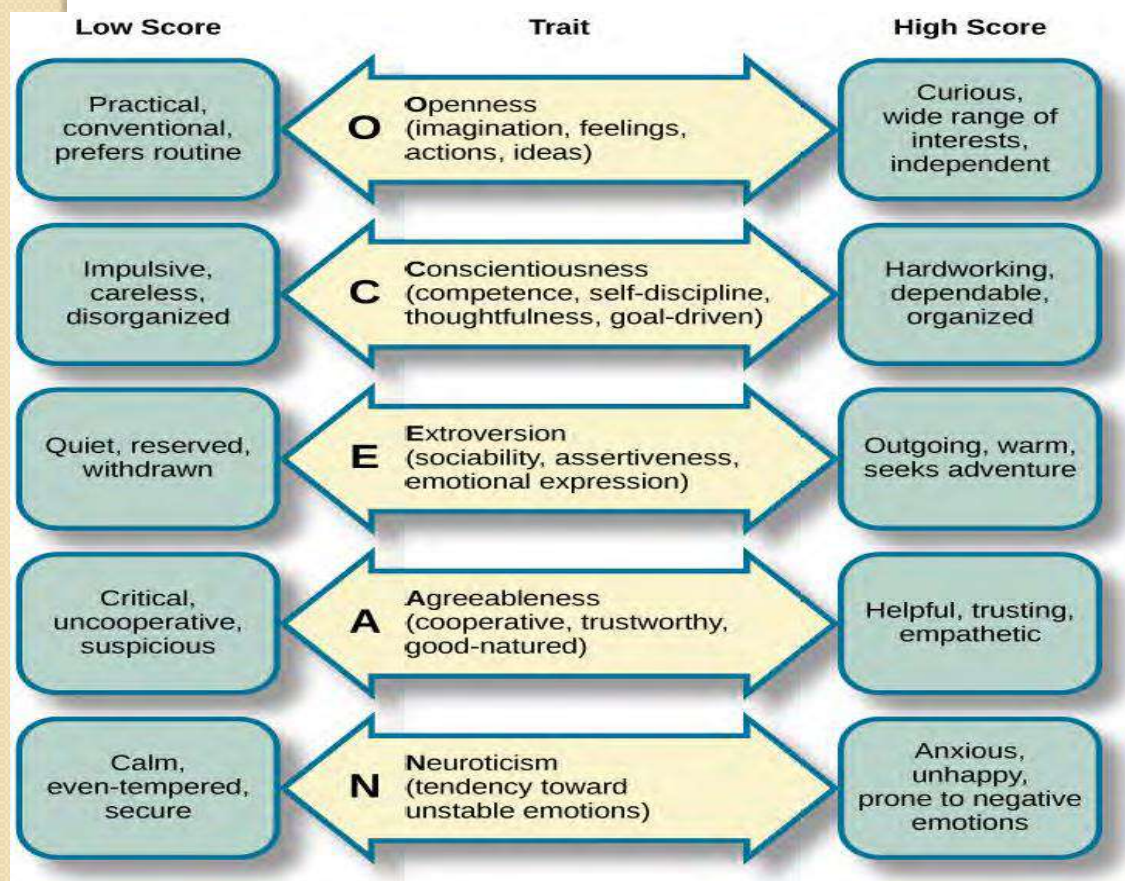 Low Score
Trait
High Score
Practical,
conventional,
prefers routine
O
Openness
(imagination, feelings,
actions, ideas)
Curious,
wide range of
interests,
independent
Impulsive,
careless,
disorganized
C
Conscientiousness
(competence, self-discipline,
thoughtfulness, goal-driven)
Hardworking,
dependable,
organized
Quiet, reserved,
withdrawn
E
Extroversion
(sociability, assertiveness,
emotional expression)
Outgoing, warm,
seeks adventure
Critical,
uncooperative,
suspicious
A
Agreeableness
(cooperative, trustworthy,
good-natured)
Helpful, trusting,
empathetic
Calm,
even-tempered,
secure
N
Neuroticism
(tendency toward
unstable emotions)
Anxious,
unhappy,
prone to negative
emotions